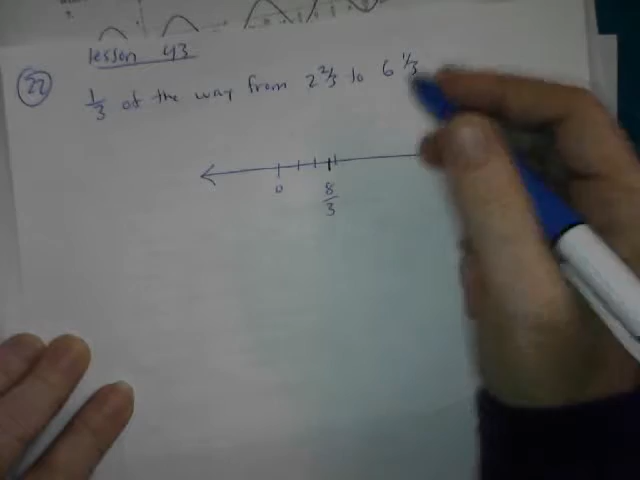 lesson 43
22 1/3 of the way from 2 2/3 to 6 1/3
0 8/3